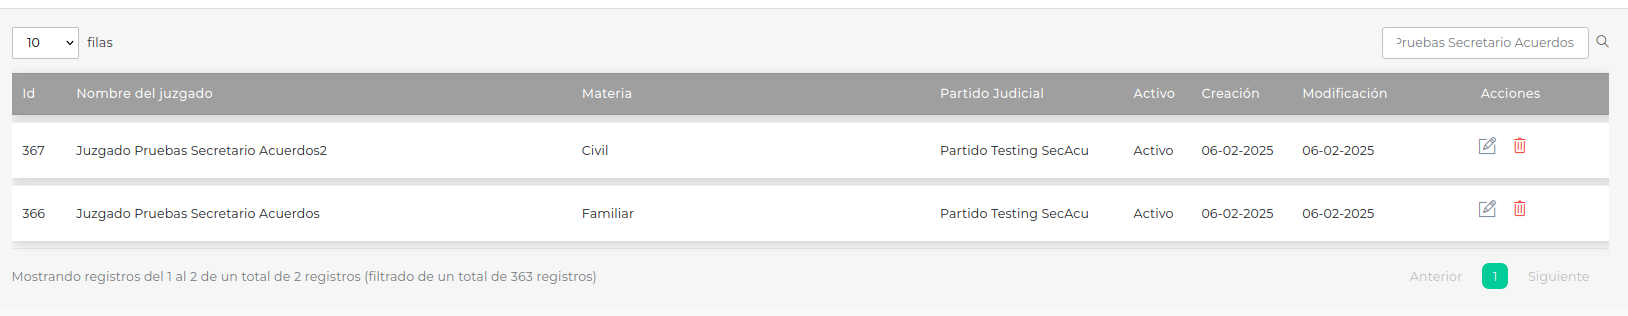 10 filas Pruebas Secretario Acuerdos
Id Nombre del juzgado Materia Partido Judicial Activo Creación Modificación Acciones
367 Juzgado Pruebas Secretario Acuerdos2 Civil Partido Testing SecAcu Activo 06-02-2025 06-02-2025
366 Juzgado Pruebas Secretario Acuerdos Familiar Partido Testing SecAcu Activo 06-02-2025 06-02-2025
Mostrando registros del 1 al 2 de un total de 2 registros (filtrado de un total de 363 registros) Anterior 1 Siguiente